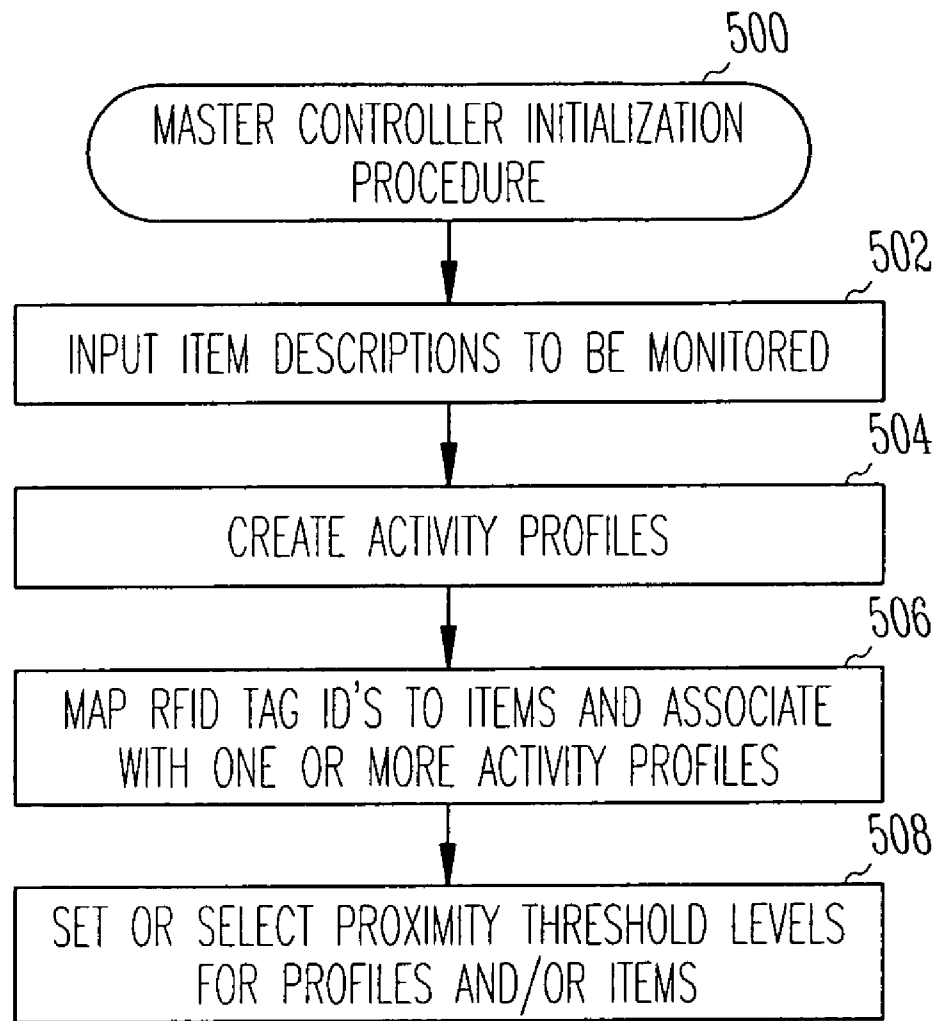 500
MASTER CONTROLLER INITIALIZATION
PROCEDURE
502
INPUT ITEM DESCRIPTIONS TO BE MONITORED
504
CREATE ACTIVITY PROFILES
506
MAP RFID TAG ID'S TO ITEMS AND ASSOCIATE
WITH ONE OR MORE ACTIVITY PROFILES
508
SET OR SELECT PROXIMITY THRESHOLD LEVELS
FOR PROFILES AND/OR ITEMS